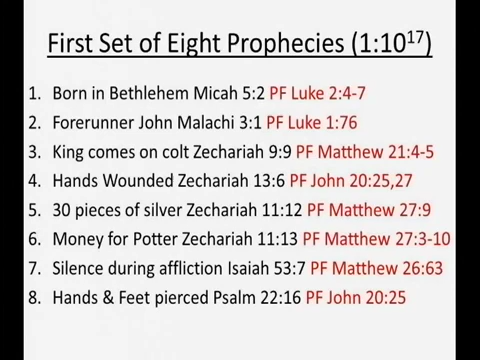 First Set of Eight Prophecies (1:10¹⁷)
1. Born in Bethlehem Micah 5:2 PF Luke 2:4-7
2. Forerunner John Malachi 3:1 PF Luke 1:76
3. King comes on colt Zechariah 9:9 PF Matthew 21:4-5
4. Hands Wounded Zechariah 13:6 PF John 20:25,27
5. 30 pieces of silver Zechariah 11:12 PF Matthew 27:9
6. Money for Potter Zechariah 11:13 PF Matthew 27:3-10
7. Silence during affliction Isaiah 53:7 PF Matthew 26:63
8. Hands & Feet pierced Psalm 22:16 PF John 20:25